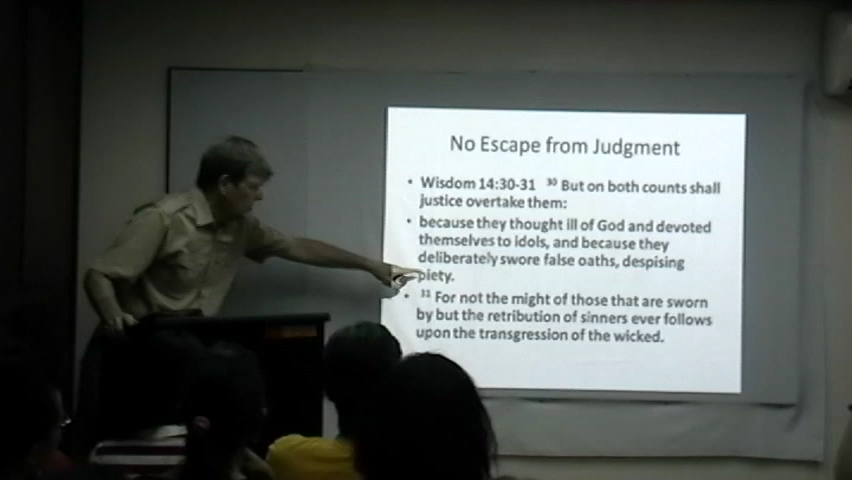 No Escape from Judgment
• Wisdom 14:30-31 ³⁰ But on both counts shall
justice overtake them:
• because they thought ill of God and devoted
themselves to idols, and because they
deliberately swore false oaths, despising
piety.
• ³¹ For not the might of those that are sworn
by but the retribution of sinners ever follows
upon the transgression of the wicked.